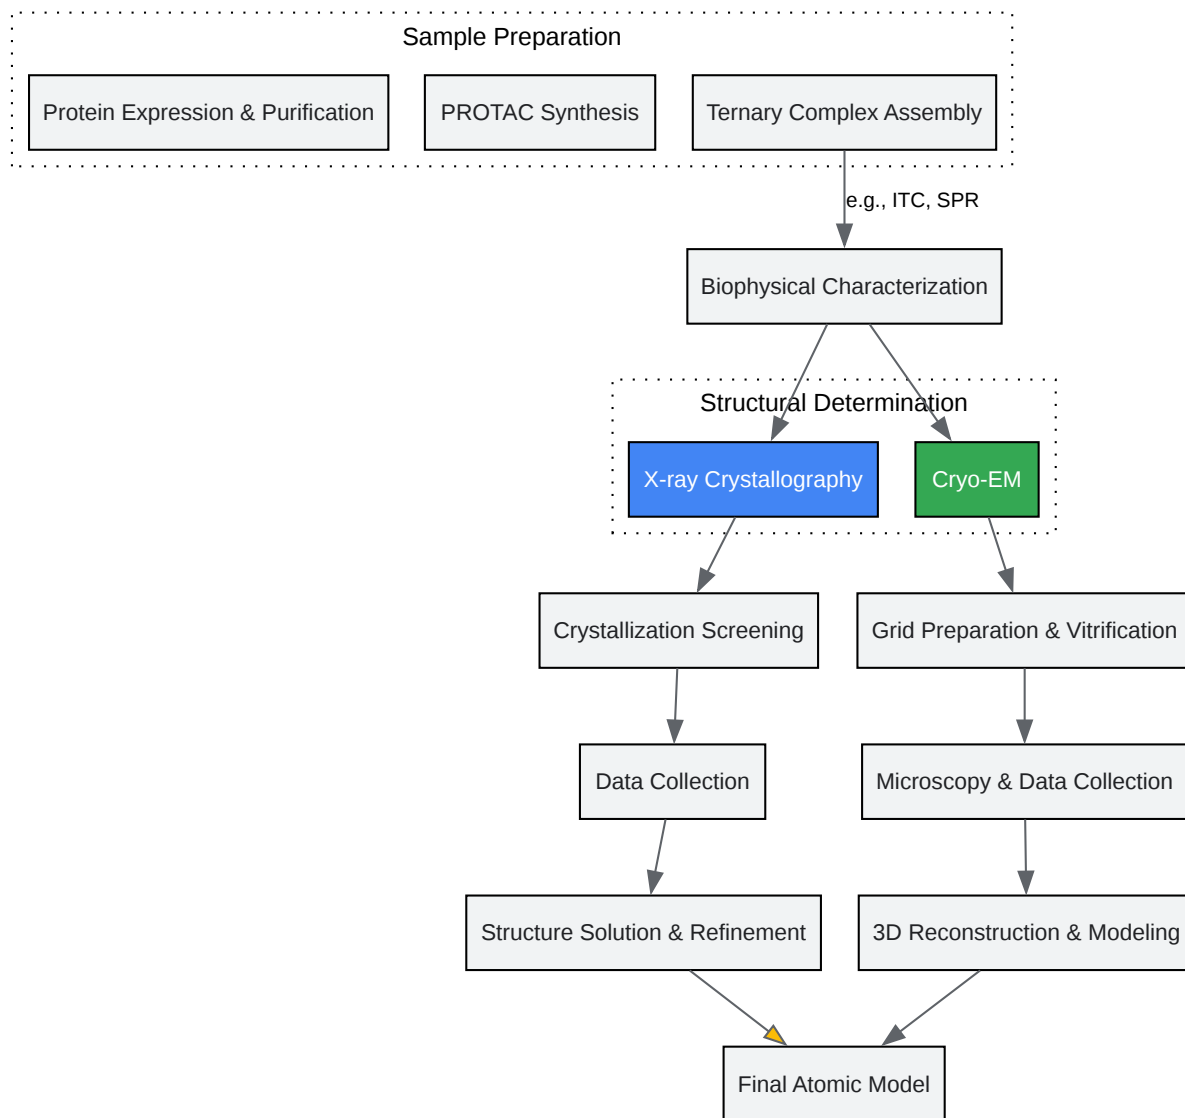 Sample Preparation
Protein Expression & Purification
PROTAC Synthesis
Ternary Complex Assembly
e.g., ITC, SPR
Biophysical Characterization
Structural Determination
X-ray Crystallography
Cryo-EM
Crystallization Screening
Grid Preparation & Vitrification
Data Collection
Microscopy & Data Collection
Structure Solution & Refinement
3D Reconstruction & Modeling
Final Atomic Model